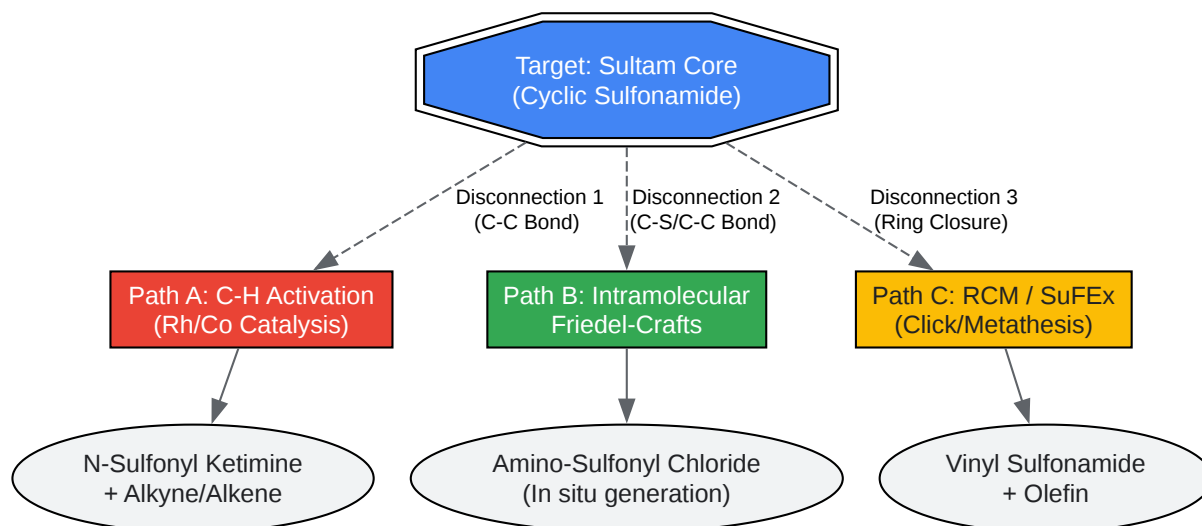 Target: Sultam Core
(Cyclic Sulfonamide)
Disconnection 1
(C-C Bond)
Disconnection 2
(C-S/C-C Bond)
Disconnection 3
(Ring Closure)
Path A: C-H Activation
(Rh/Co Catalysis)
Path B: Intramolecular
Friedel-Crafts
Path C: RCM / SuFEx
(Click/Metathesis)
N-Sulfonyl Ketimine
+ Alkyne/Alkene
Amino-Sulfonyl Chloride
(In situ generation)
Vinyl Sulfonamide
+ Olefin